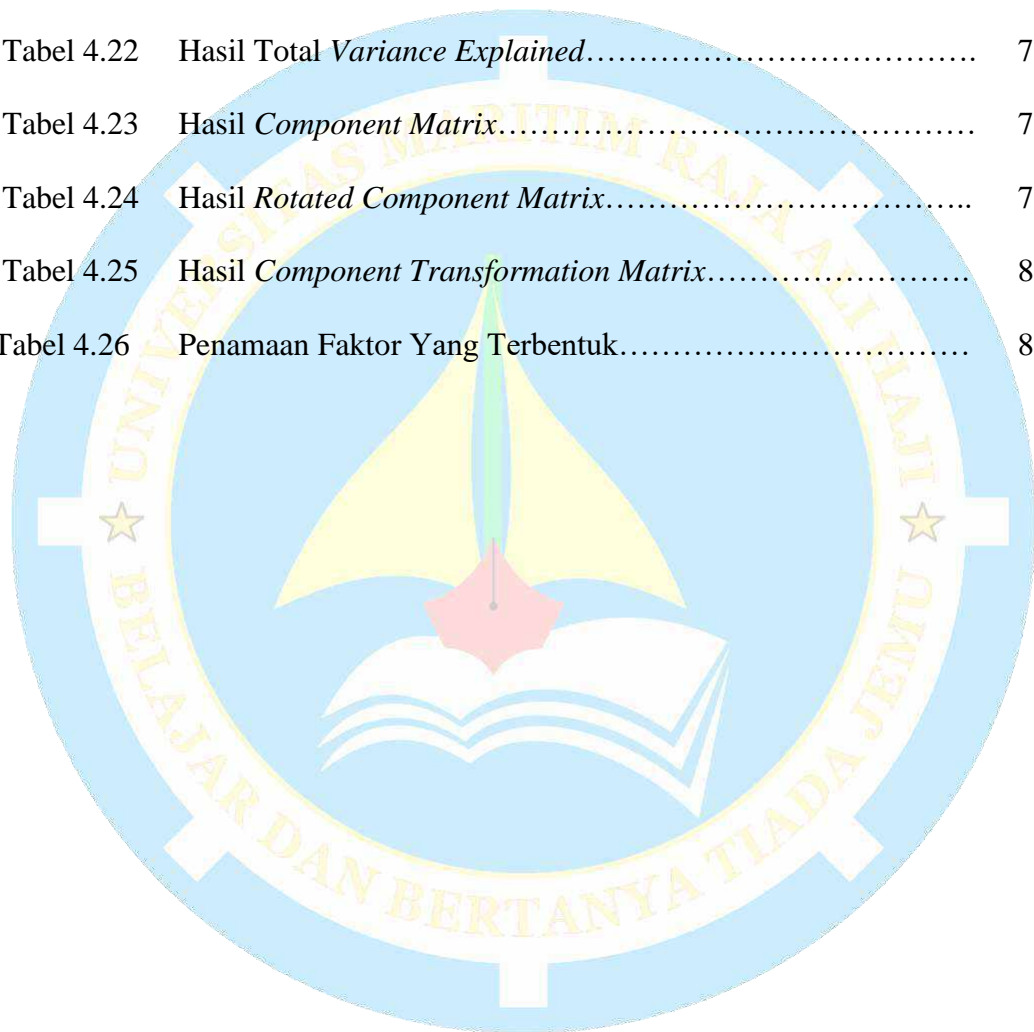 Tabel 4.22 Hasil Total Variance Explained………………………………. 7
Tabel 4.23 Hasil Component Matrix……………………………………… 7
Tabel 4.24 Hasil Rotated Component Matrix…………………………….. 7
Tabel 4.25 Hasil Component Transformation Matrix……………………. 8
Tabel 4.26 Penamaan Faktor Yang Terbentuk…………………………… 8
UNIVERSITAS MARITIM RAJA ALI HAJI
BELAJAR DAN BERTANYA TIADA JEMU